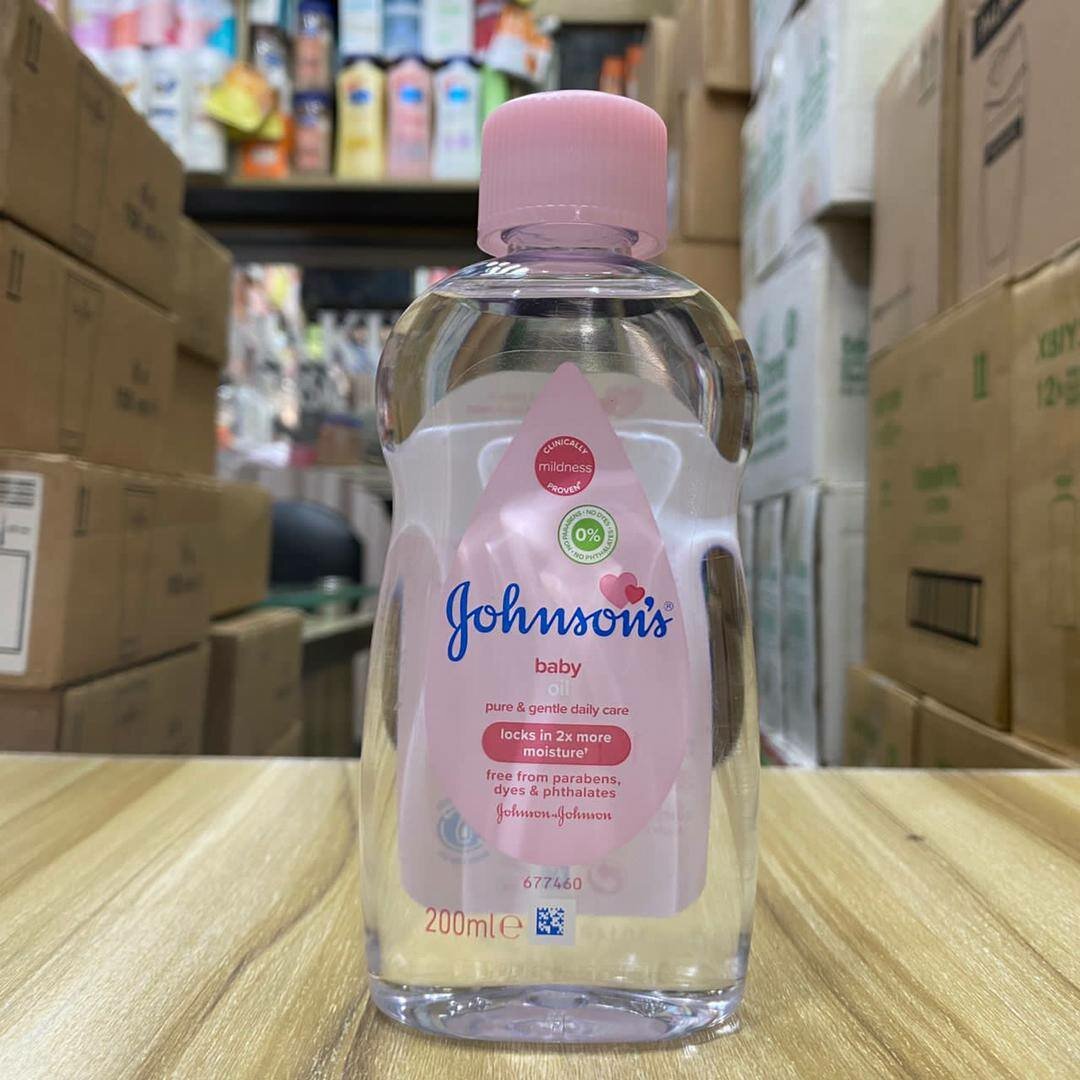 CLINICALLY
mildness
PROVEN
NO PARABENS • NO DYES • NO PHTHALATES
0%
Johnson's®
baby
oil
pure & gentle daily care
locks in 2x more
moisture†
free from parabens,
dyes & phthalates
Johnson & Johnson
677460
200ml ℮